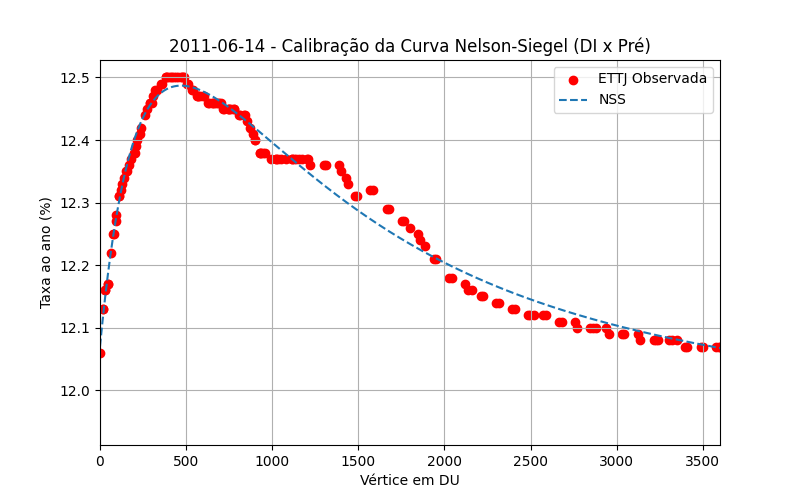 2011-06-14 - Calibração da Curva Nelson-Siegel (DI x Pré)
ETTJ Observada
NSS
Taxa ao ano (%)
12.5
12.4
12.3
12.2
12.1
12.0
0 500 1000 1500 2000 2500 3000 3500
Vértice em DU